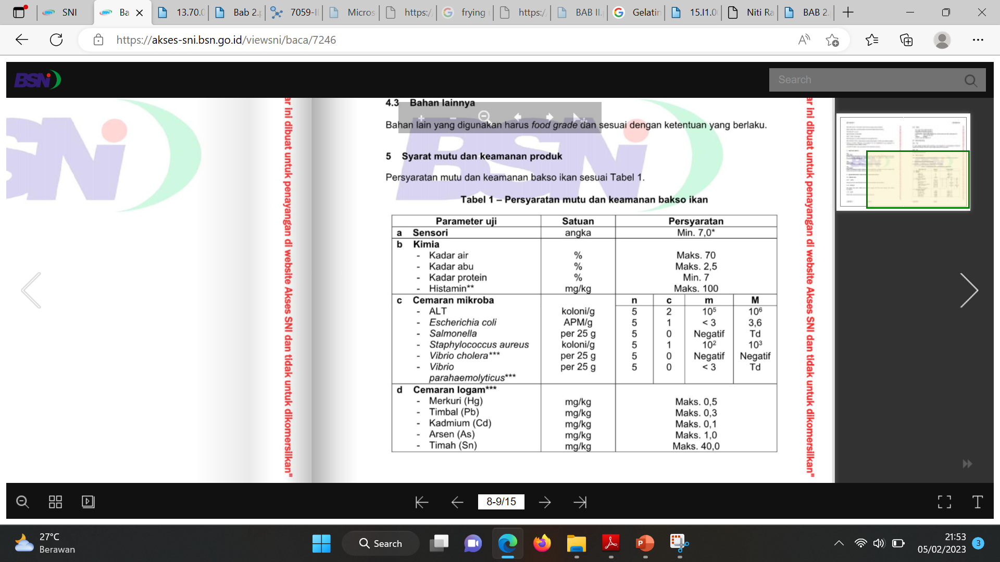 SNI
Ba
13.70.0
Bab 2.p
7059-II
Micros
https:/
frying
https:/
BAB II.
Gelatin
15.I1.0
Niti Ra
BAB 2.
https://akses-sni.bsn.go.id/viewsni/baca/7246
BSN
Search
4.3 Bahan lainnya
Bahan lain yang digunakan harus food grade dan sesuai dengan ketentuan yang berlaku.
5 Syarat mutu dan keamanan produk
Persyaratan mutu dan keamanan bakso ikan sesuai Tabel 1.
Tabel 1 – Persyaratan mutu dan keamanan bakso ikan
Parameter uji Satuan Persyaratan
a Sensori angka Min. 7,0*
b Kimia
- Kadar air % Maks. 70
- Kadar abu % Maks. 2,5
- Kadar protein % Min. 7
- Histamin** mg/kg Maks. 100
c Cemaran mikroba n c m M
- ALT koloni/g 5 2 10⁵ 10⁶
- Escherichia coli APM/g 5 1 < 3 3,6
- Salmonella per 25 g 5 0 Negatif Td
- Staphylococcus aureus koloni/g 5 1 10² 10³
- Vibrio cholera*** per 25 g 5 0 Negatif Negatif
- Vibrio per 25 g 5 0 < 3 Td
parahaemolyticus***
d Cemaran logam***
- Merkuri (Hg) mg/kg Maks. 0,5
- Timbal (Pb) mg/kg Maks. 0,3
- Kadmium (Cd) mg/kg Maks. 0,1
- Arsen (As) mg/kg Maks. 1,0
- Timah (Sn) mg/kg Maks. 40,0
ar ini dibuat untuk penayangan di website Akses SNI dan tidak untuk dikomersilkan"
ar ini dibuat untuk penayangan di website Akses SNI dan tidak untuk dikomersilkan"
BSN
BSN
8-9/15
27°C
Berawan
Search
21:53
05/02/2023
3